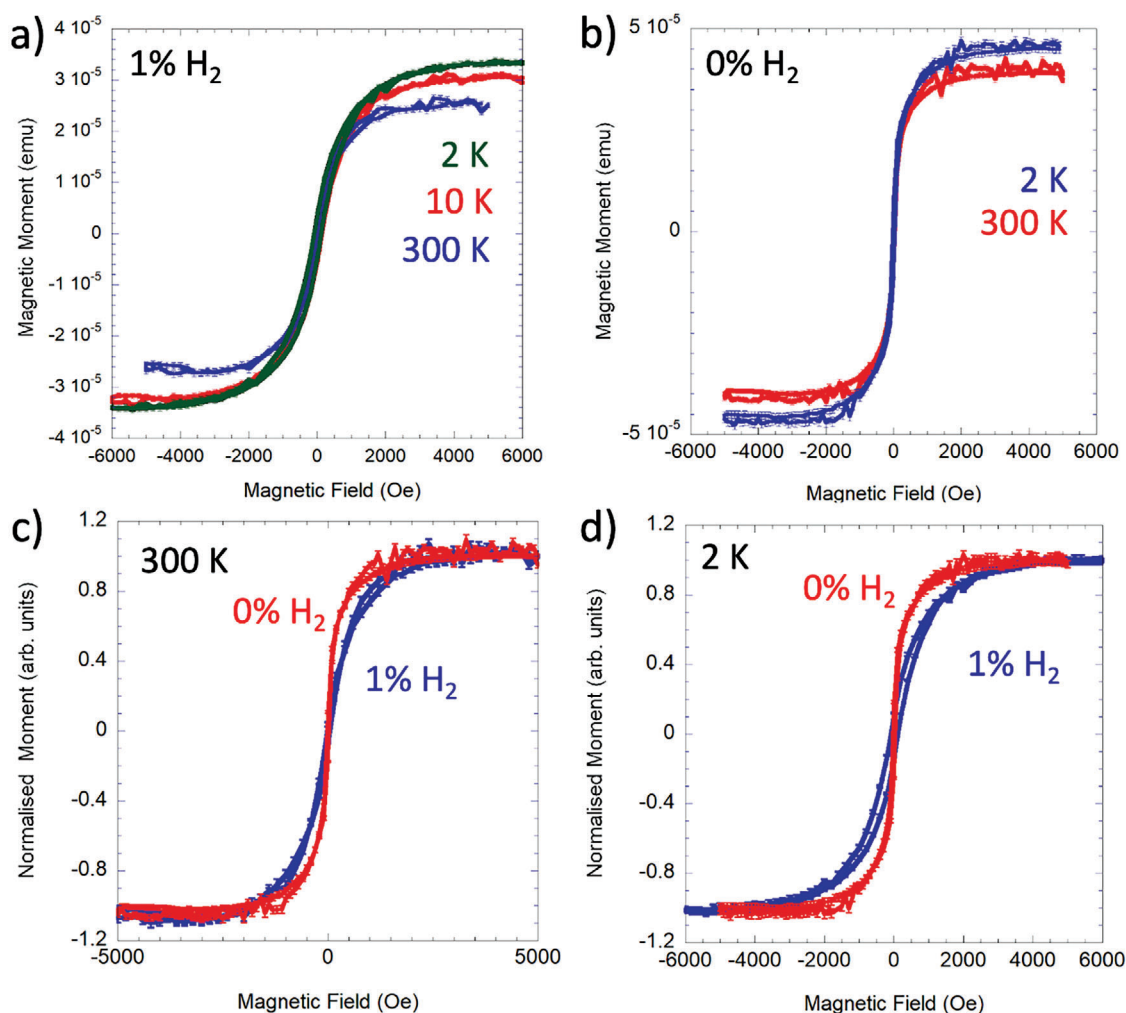 a)
1% H₂
4 10⁻⁵
3 10⁻⁵
2 10⁻⁵
1 10⁻⁵
0
-1 10⁻⁵
-2 10⁻⁵
-3 10⁻⁵
-4 10⁻⁵
Magnetic Moment (emu)
2 K
10 K
300 K
-6000 -4000 -2000 0 2000 4000 6000
Magnetic Field (Oe)
b)
0% H₂
5 10⁻⁵
0
-5 10⁻⁵
Magnetic Moment (emu)
2 K
300 K
-6000 -4000 -2000 0 2000 4000 6000
Magnetic Field (Oe)
c)
300 K
1.2
0.8
0.4
0
-0.4
-0.8
-1.2
Normalised Moment (arb. units)
0% H₂
1% H₂
-5000 0 5000
Magnetic Field (Oe)
d)
2 K
1.2
0.8
0.4
0
-0.4
-0.8
-1.2
Normalised Moment (arb. units)
0% H₂
1% H₂
-6000 -4000 -2000 0 2000 4000 6000
Magnetic Field (Oe)